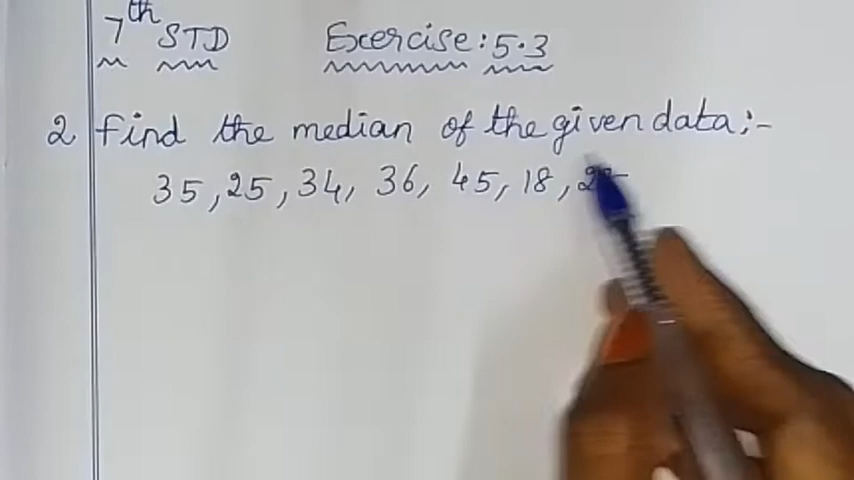 7th STD Exercise: 5.3
2 Find the median of the given data:-
35, 25, 34, 36, 45, 18,